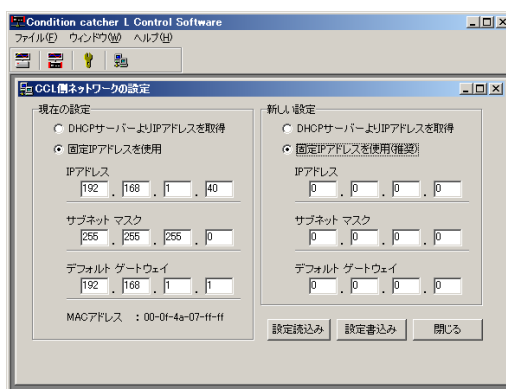 Condition catcher L Control Software
ファイル(F) ウィンドウ(W) ヘルプ(H)
CCL側ネットワークの設定
現在の設定
DHCPサーバーよりIPアドレスを取得
固定IPアドレスを使用
IPアドレス
192 . 168 . 1 . 40
サブネット マスク
255 . 255 . 255 . 0
デフォルト ゲートウェイ
192 . 168 . 1 . 1
MACアドレス : 00-0f-4a-07-ff-ff
新しい設定
DHCPサーバーよりIPアドレスを取得
固定IPアドレスを使用(推奨)
IPアドレス
0 . 0 . 0 . 0
サブネット マスク
0 . 0 . 0 . 0
デフォルト ゲートウェイ
0 . 0 . 0 . 0
設定読込み 設定書込み 閉じる